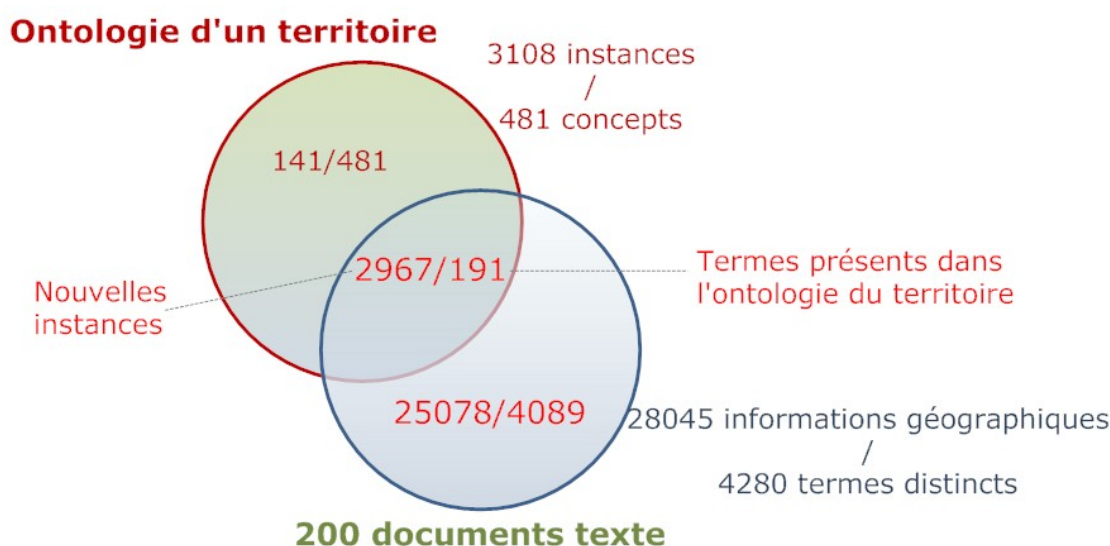 Ontologie d'un territoire
3108 instances
/
481 concepts
141/481
2967/191
Nouvelles
instances
Termes présents dans
l'ontologie du territoire
25078/4089
28045 informations géographiques
/
4280 termes distincts
200 documents texte